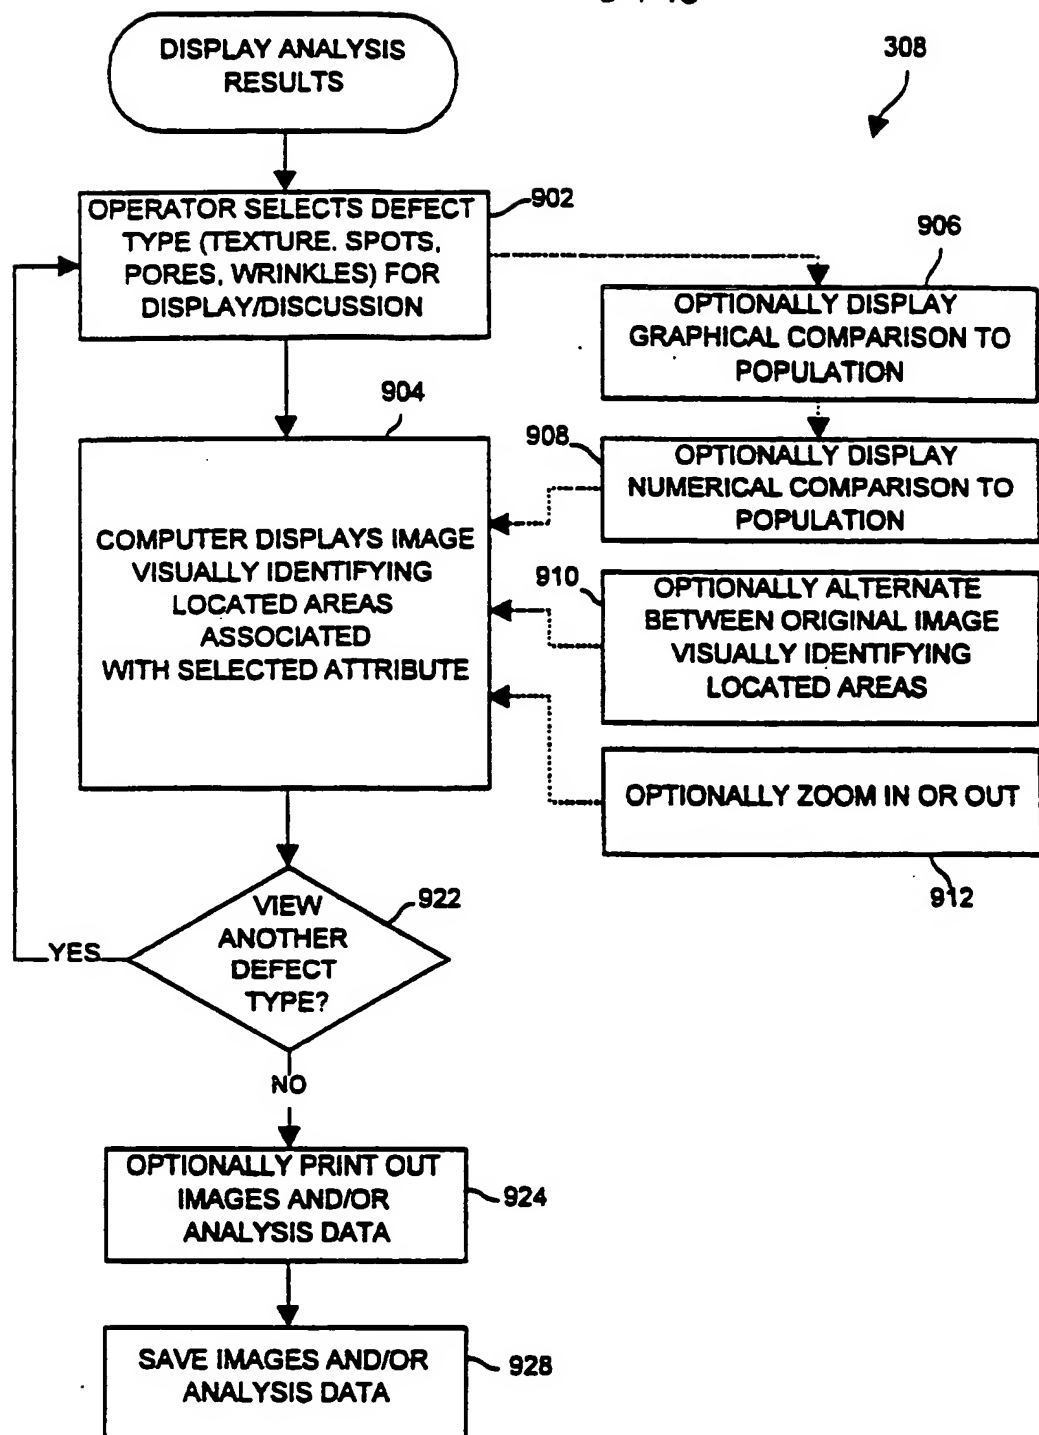 DISPLAY ANALYSIS
RESULTS
308
OPERATOR SELECTS DEFECT
TYPE (TEXTURE. SPOTS,
PORES, WRINKLES) FOR
DISPLAY/DISCUSSION
902
906
OPTIONALLY DISPLAY
GRAPHICAL COMPARISON TO
POPULATION
904
908
OPTIONALLY DISPLAY
NUMERICAL COMPARISON TO
POPULATION
COMPUTER DISPLAYS IMAGE
VISUALLY IDENTIFYING
LOCATED AREAS
ASSOCIATED
WITH SELECTED ATTRIBUTE
910
OPTIONALLY ALTERNATE
BETWEEN ORIGINAL IMAGE
VISUALLY IDENTIFYING
LOCATED AREAS
OPTIONALLY ZOOM IN OR OUT
912
VIEW
ANOTHER
DEFECT
TYPE?
922
YES
NO
OPTIONALLY PRINT OUT
IMAGES AND/OR
ANALYSIS DATA
924
SAVE IMAGES AND/OR
ANALYSIS DATA
928